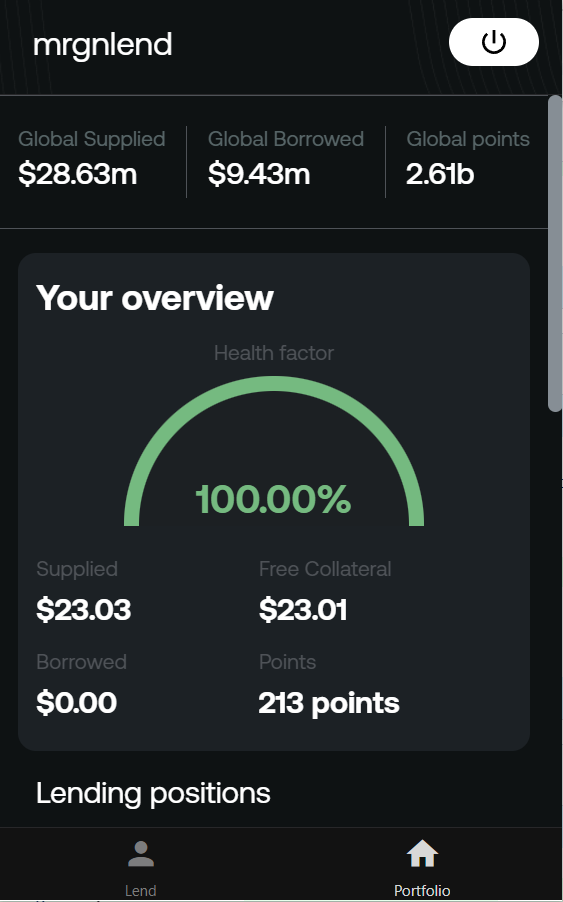 mrgnlend
Global Supplied
$28.63m
Global Borrowed
$9.43m
Global points
2.61b
Your overview
Health factor
100.00%
Supplied
$23.03
Free Collateral
$23.01
Borrowed
$0.00
Points
213 points
Lending positions
Lend
Portfolio